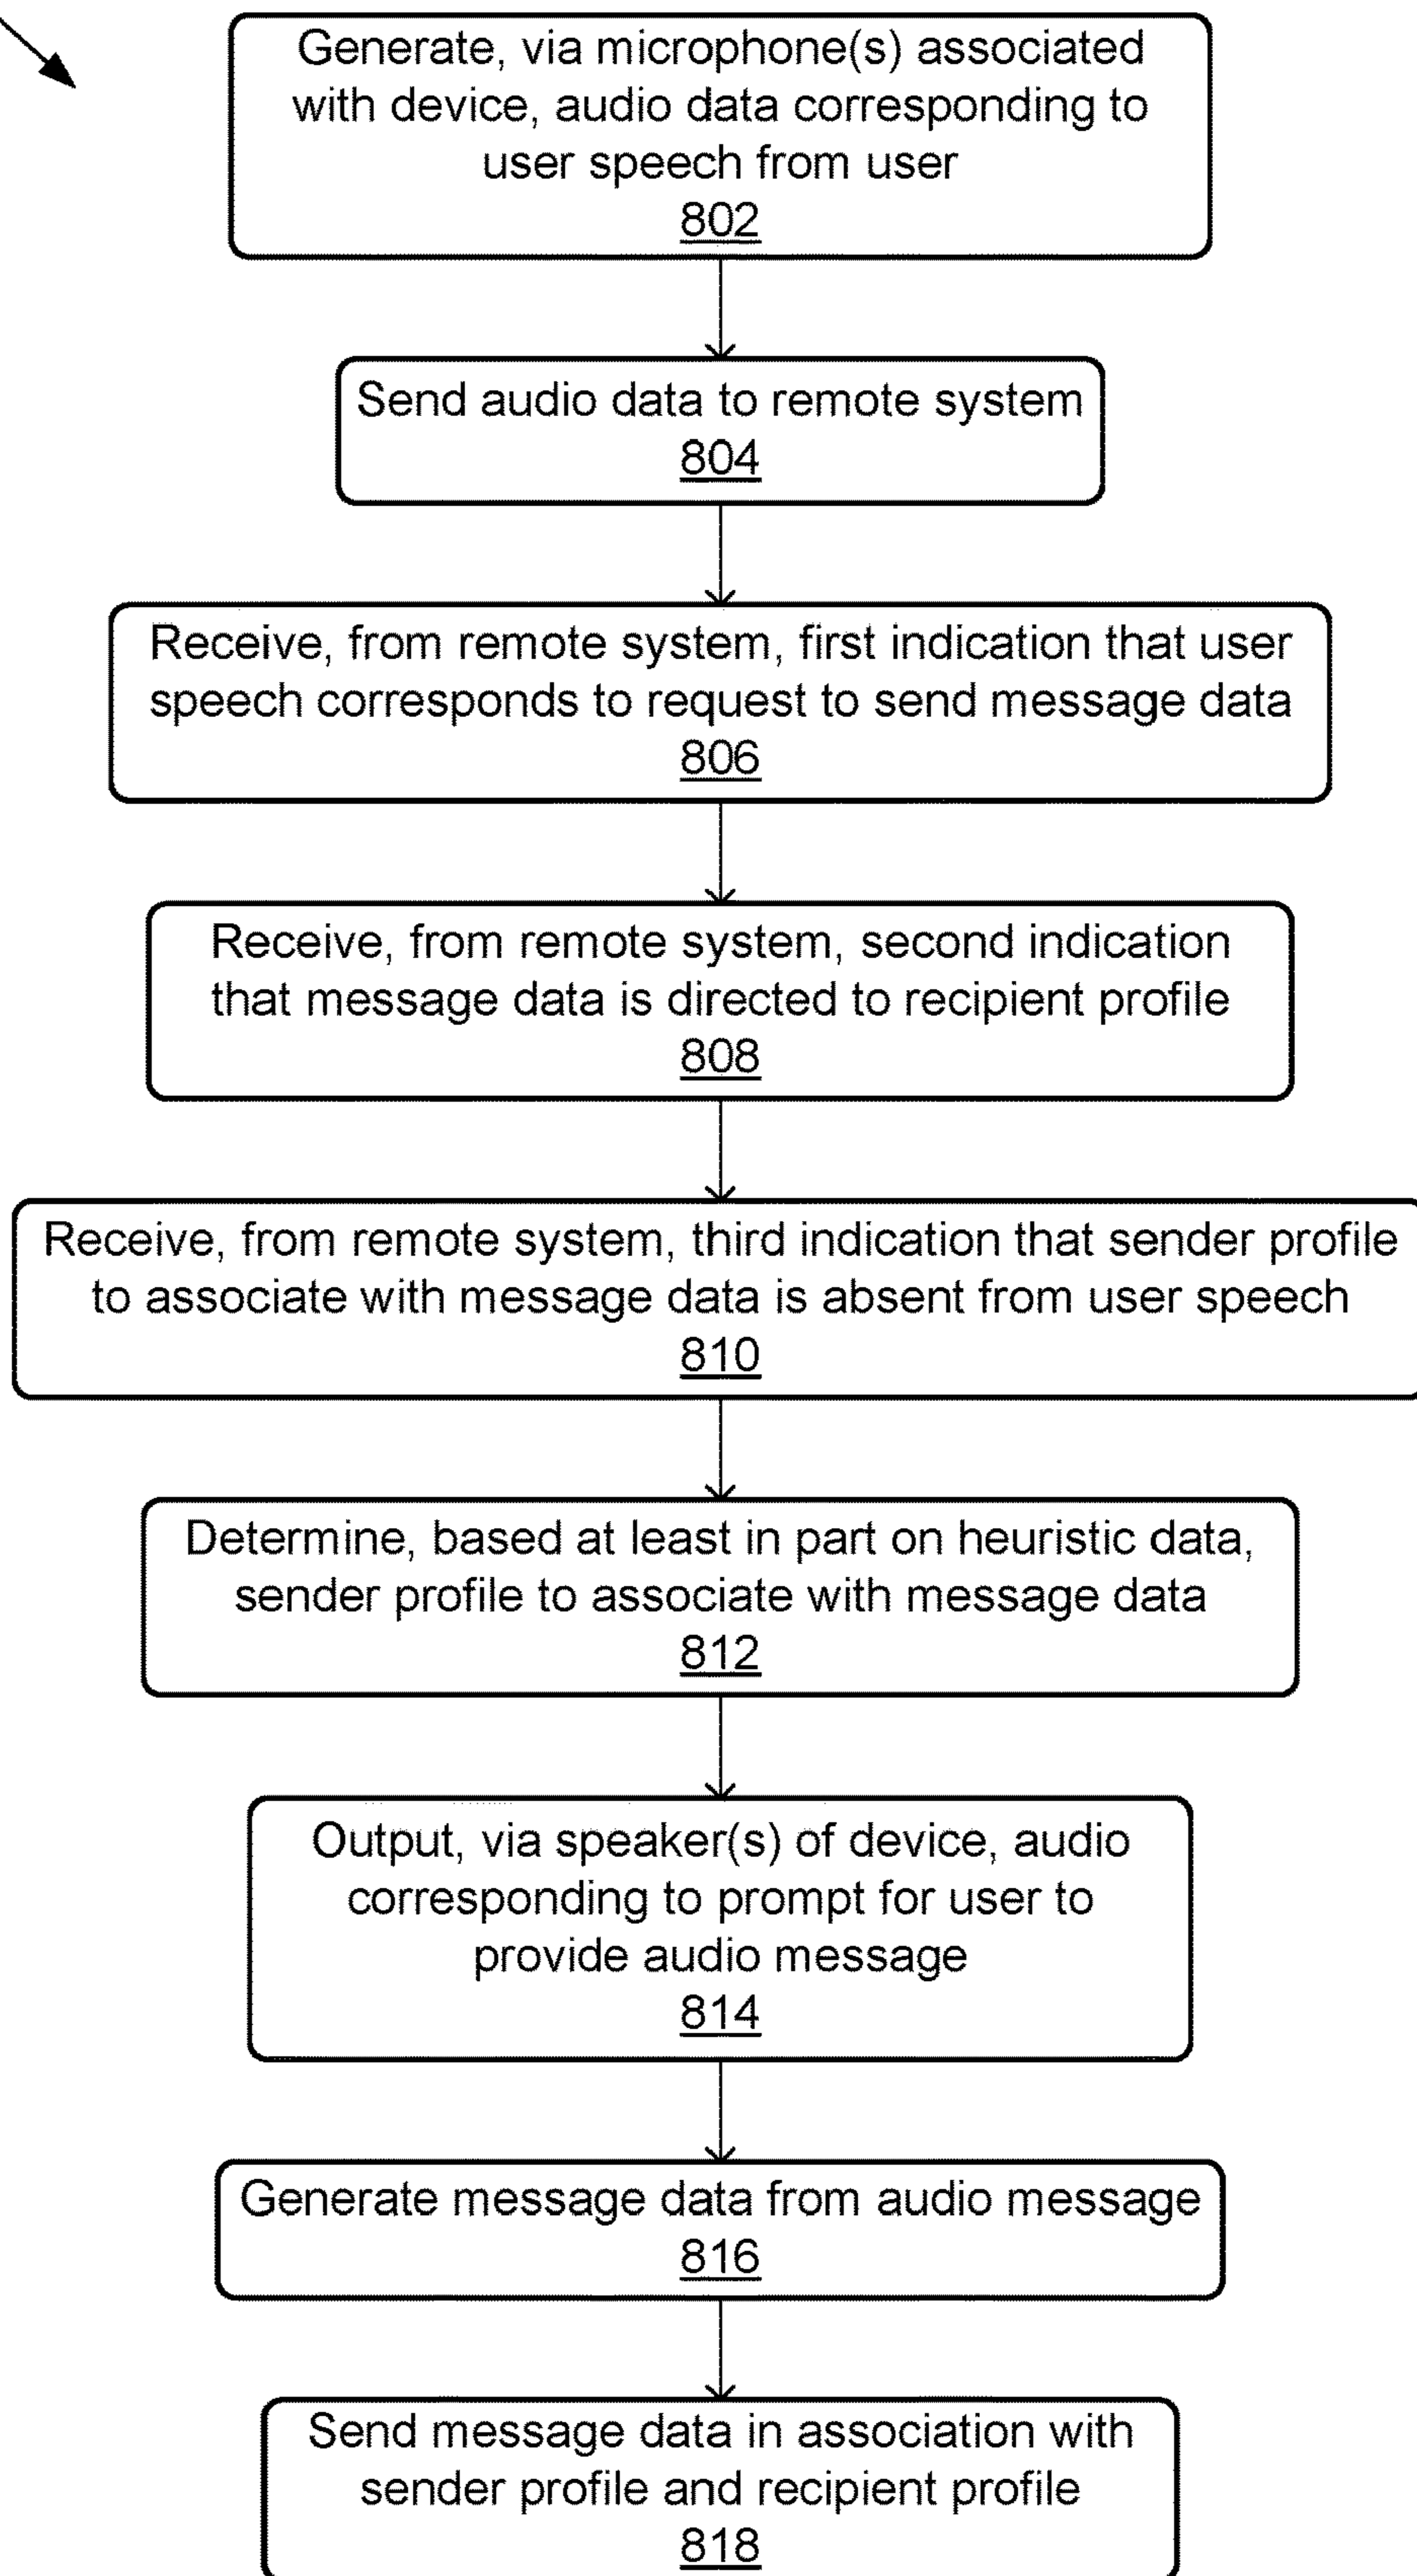 Generate, via microphone(s) associated
with device, audio data corresponding to
user speech from user
802
Send audio data to remote system
804
Receive, from remote system, first indication that user
speech corresponds to request to send message data
806
Receive, from remote system, second indication
that message data is directed to recipient profile
808
Receive, from remote system, third indication that sender profile
to associate with message data is absent from user speech
810
Determine, based at least in part on heuristic data,
sender profile to associate with message data
812
Output, via speaker(s) of device, audio
corresponding to prompt for user to
provide audio message
814
Generate message data from audio message
816
Send message data in association with
sender profile and recipient profile
818